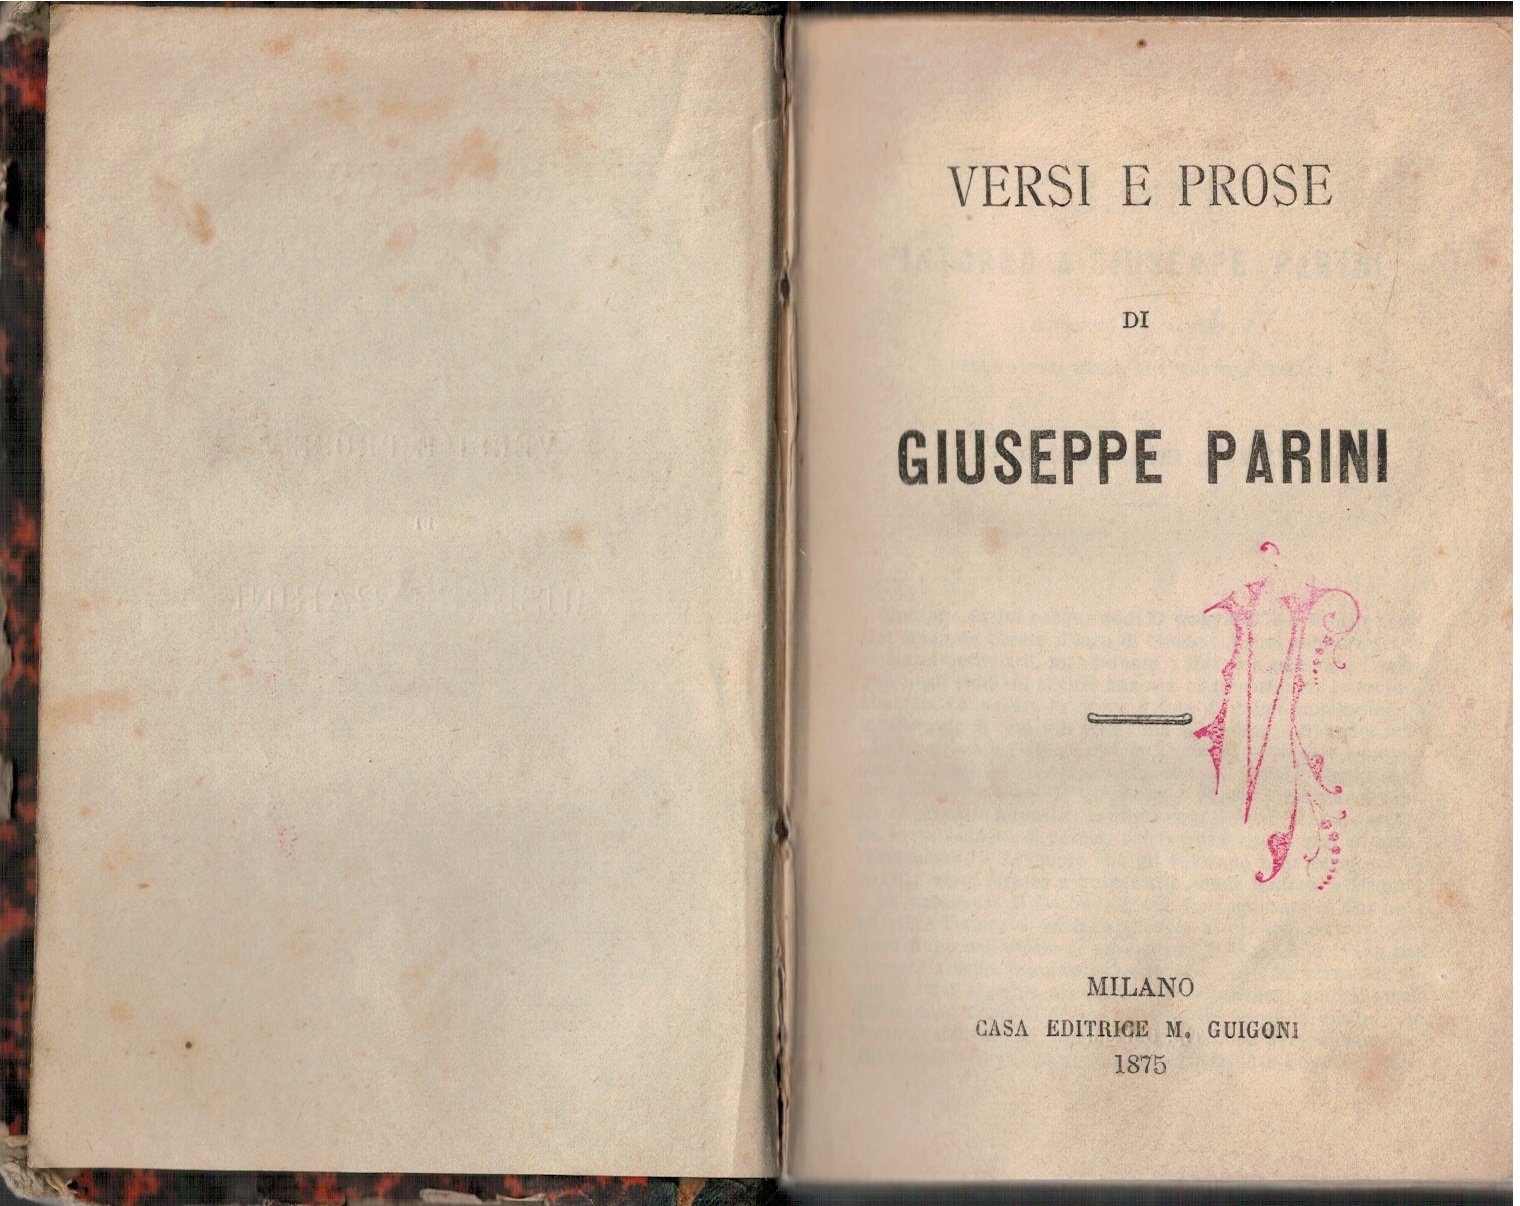 VERSI E PROSE
DI
GIUSEPPE PARINI
MILANO
CASA EDITRICE M. GUIGONI
1875